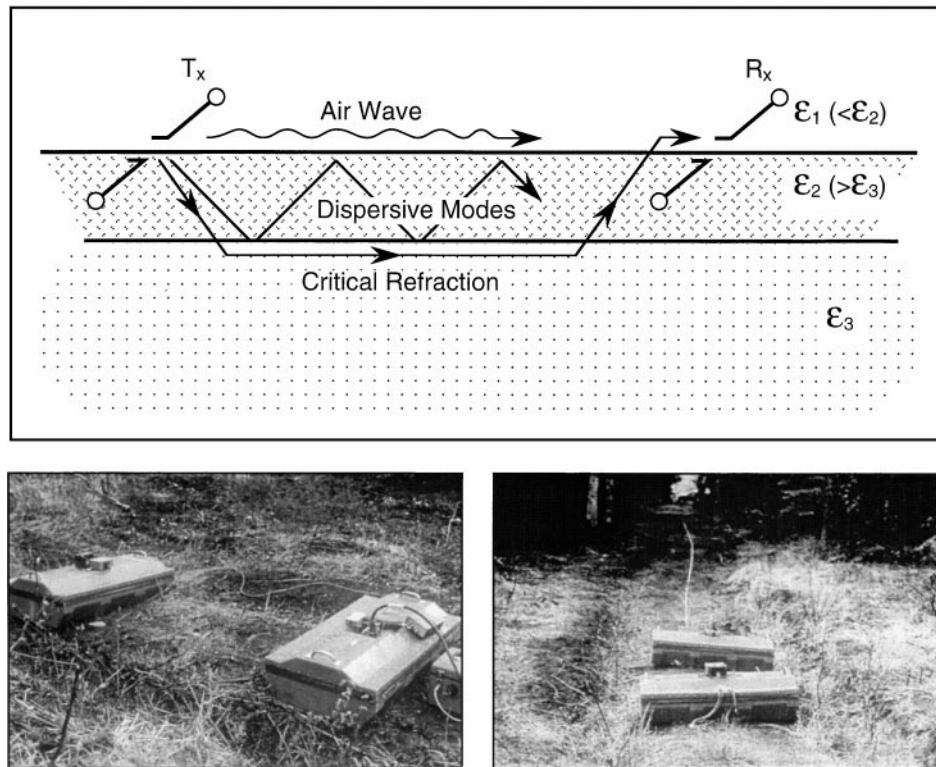 Tx Rx
Air Wave
ε1 (<ε2)
ε2 (>ε3)
Dispersive Modes
Critical Refraction
ε3